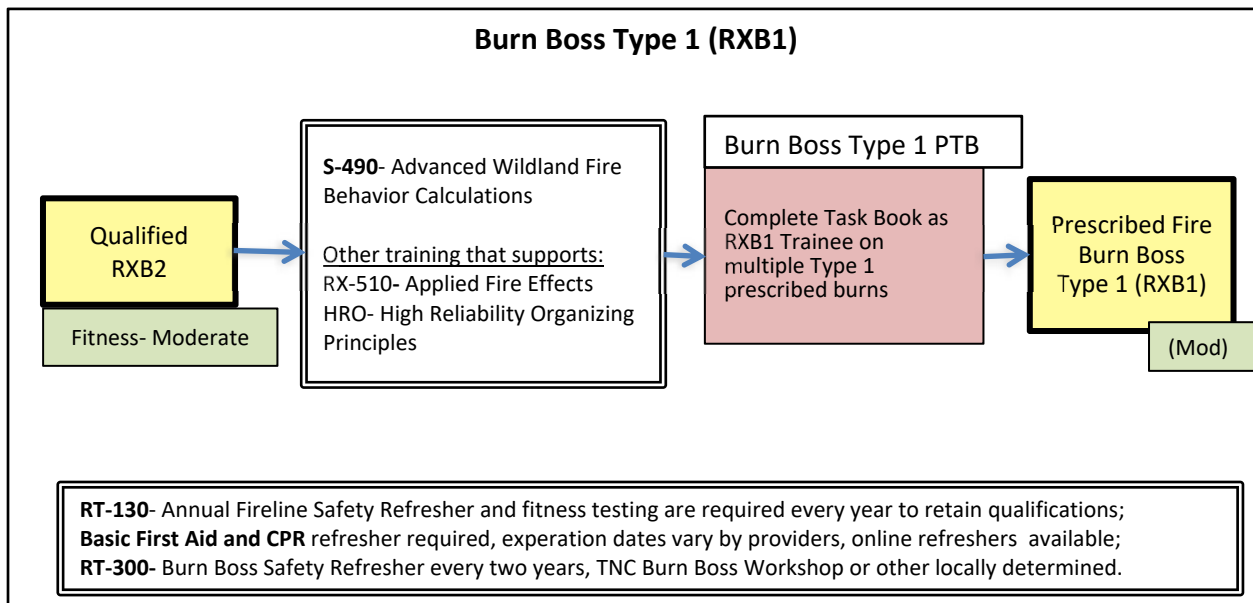 Burn Boss Type 1 (RXB1)
Qualified
RXB2
Fitness- Moderate
S-490- Advanced Wildland Fire
Behavior Calculations
Other training that supports:
RX-510- Applied Fire Effects
HRO- High Reliability Organizing
Principles
Burn Boss Type 1 PTB
Complete Task Book as
RXB1 Trainee on
multiple Type 1
prescribed burns
Prescribed Fire
Burn Boss
Type 1 (RXB1)
(Mod)
RT-130- Annual Fireline Safety Refresher and fitness testing are required every year to retain qualifications;
Basic First Aid and CPR refresher required, experation dates vary by providers, online refreshers available;
RT-300- Burn Boss Safety Refresher every two years, TNC Burn Boss Workshop or other locally determined.